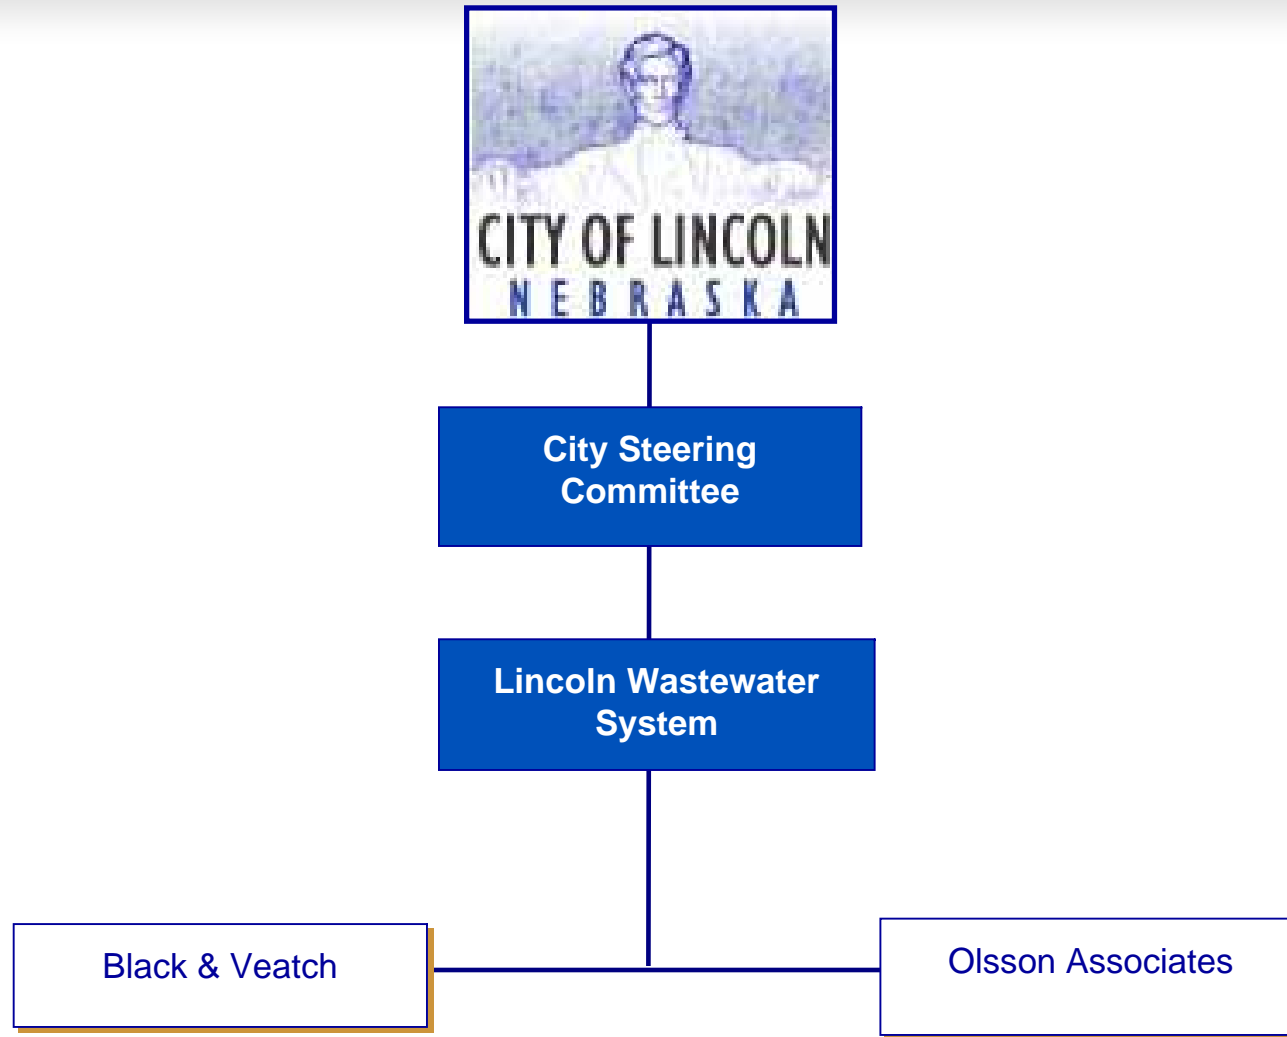 CITY OF LINCOLN
NEBRASKA
City Steering
Committee
Lincoln Wastewater
System
Black & Veatch
Olsson Associates